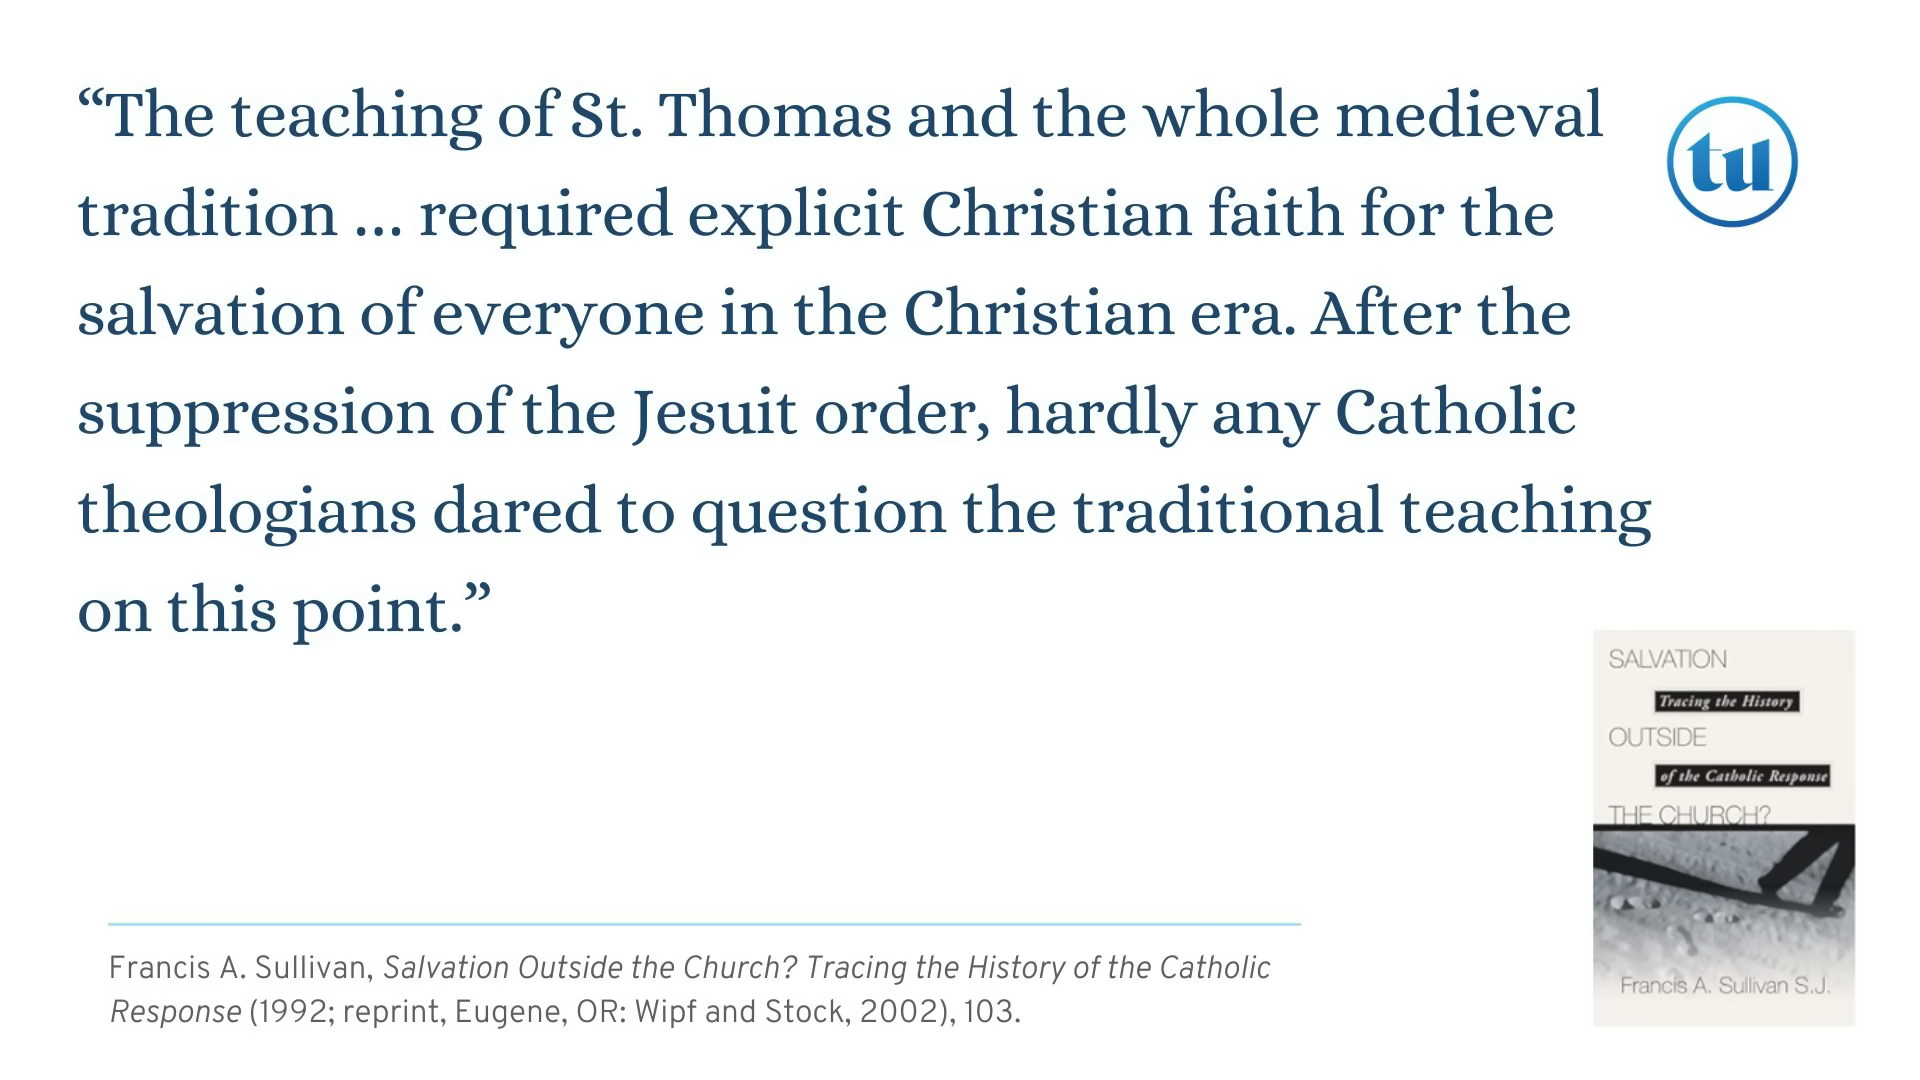 “The teaching of St. Thomas and the whole medieval
tradition ... required explicit Christian faith for the
salvation of everyone in the Christian era. After the
suppression of the Jesuit order, hardly any Catholic
theologians dared to question the traditional teaching
on this point.”
tu
SALVATION
Tracing the History
OUTSIDE
of the Catholic Response
THE CHURCH?
Francis A. Sullivan S.J.
Francis A. Sullivan, Salvation Outside the Church? Tracing the History of the Catholic
Response (1992; reprint, Eugene, OR: Wipf and Stock, 2002), 103.